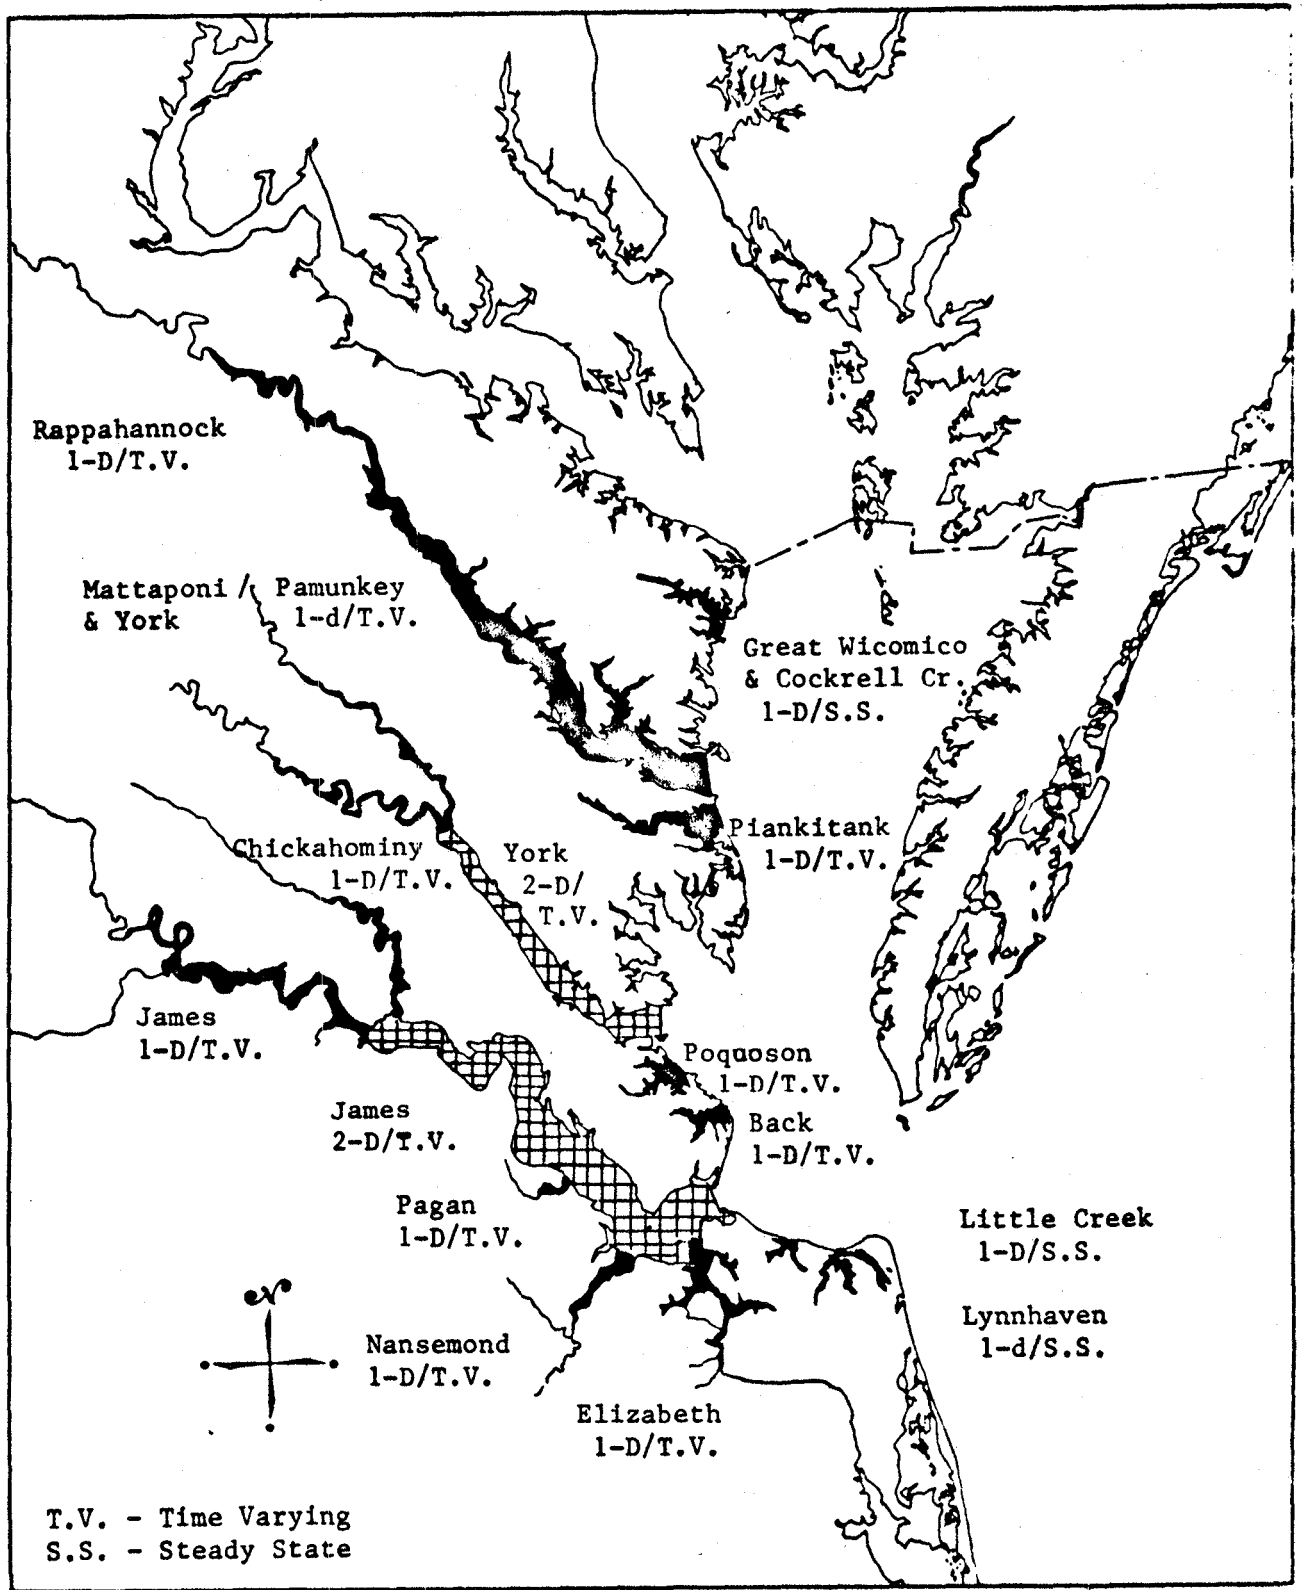 Rappahannock
1-D/T.V.
Mattaponi / Pamunkey
& York 1-d/T.V.
Great Wicomico
& Cockrell Cr.
1-D/S.S.
Piankitank
1-D/T.V.
Chickahominy
1-D/T.V.
York
2-D/
T.V.
James
1-D/T.V.
Poquoson
1-D/T.V.
James
2-D/T.V.
Back
1-D/T.V.
Pagan
1-D/T.V.
Little Creek
1-D/S.S.
Lynnhaven
1-d/S.S.
N
Nansemond
1-D/T.V.
Elizabeth
1-D/T.V.
T.V. - Time Varying
S.S. - Steady State